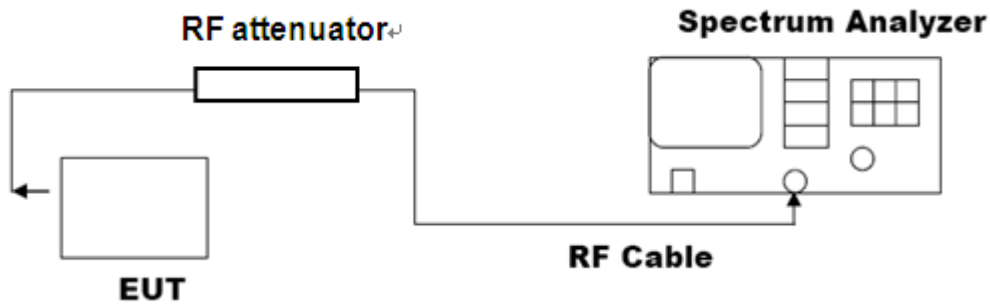 Spectrum Analyzer
RF attenuator↵
RF Cable
EUT